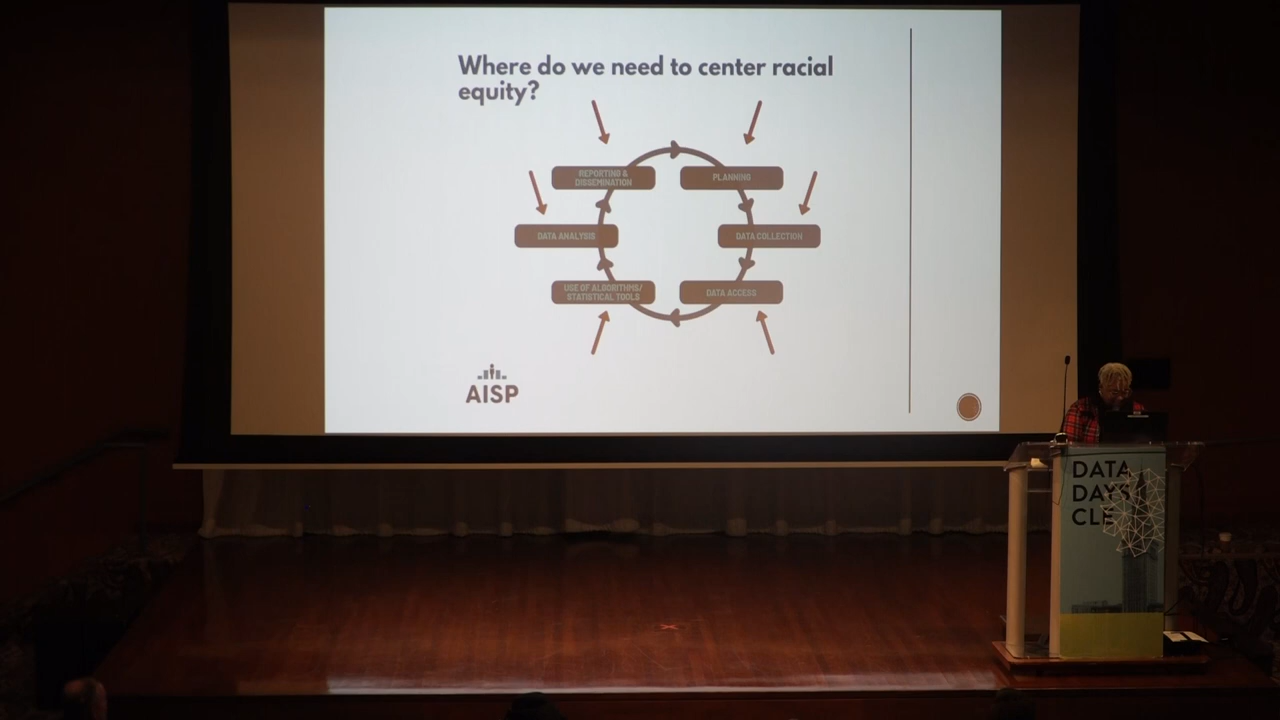 Where do we need to center racial
equity?
REPORTING &
DISSEMINATION
PLANNING
DATA ANALYSIS
DATA COLLECTION
USE OF ALGORITHMS/
STATISTICAL TOOLS
DATA ACCESS
AISP
DATA
DAYS
CLE